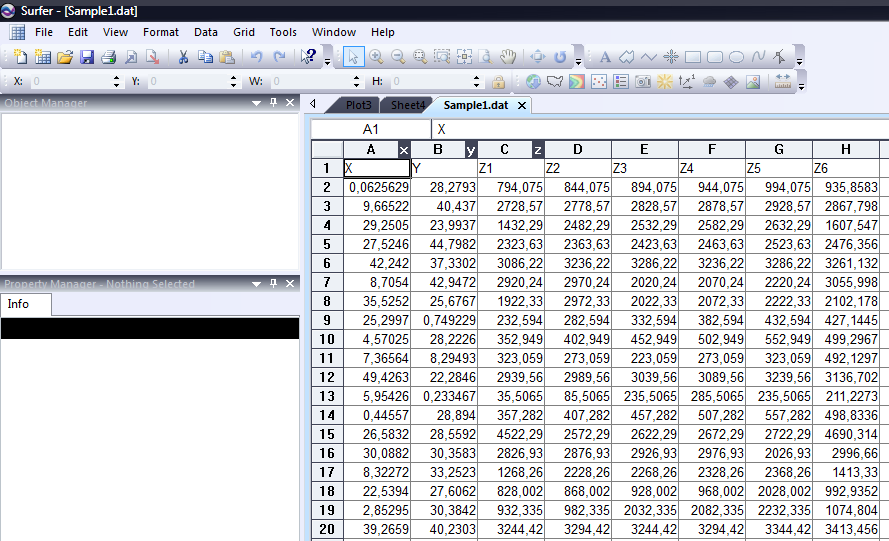 Surfer - [Sample1.dat]
File Edit View Format Data Grid Tools Window Help
X: 0 Y: 0 W: 0 H: 0
Object Manager
Plot3 Sheet4 Sample1.dat
A1 X
A x B y C z D E F G H
1 X Y Z1 Z2 Z3 Z4 Z5 Z6
2 0,0625629 28,2793 794,075 844,075 894,075 944,075 994,075 935,8583
3 9,66522 40,437 2728,57 2778,57 2828,57 2878,57 2928,57 2867,798
4 29,2505 23,9937 1432,29 2482,29 2532,29 2582,29 2632,29 1607,547
5 27,5246 44,7982 2323,63 2363,63 2423,63 2463,63 2523,63 2476,356
6 42,242 37,3302 3086,22 3236,22 3286,22 3236,22 3286,22 3261,132
7 8,7054 42,9472 2920,24 2970,24 2020,24 2070,24 2220,24 3055,998
8 35,5252 25,6767 1922,33 2972,33 2022,33 2072,33 2222,33 2102,178
9 25,2997 0,749229 232,594 282,594 332,594 382,594 432,594 427,1445
10 4,57025 28,2226 352,949 402,949 452,949 502,949 552,949 499,2967
11 7,36564 8,29493 323,059 273,059 223,059 273,059 323,059 492,1297
12 49,4263 22,2846 2939,56 2989,56 3039,56 3089,56 3239,56 3136,702
13 5,95426 0,233467 35,5065 85,5065 235,5065 285,5065 235,5065 211,2273
14 0,44557 28,894 357,282 407,282 457,282 507,282 557,282 498,8336
15 26,5832 28,5592 4522,29 2572,29 2622,29 2672,29 2722,29 4690,314
16 30,0882 30,3583 2826,93 2876,93 2926,93 2976,93 2026,93 2996,66
17 8,32272 33,2523 1268,26 2228,26 2268,26 2328,26 2368,26 1413,33
18 22,5394 27,6062 828,002 868,002 928,002 968,002 2028,002 992,9352
19 2,85295 30,3842 932,335 982,335 2032,335 2082,335 2232,335 1074,804
20 39,2659 40,2303 3244,42 3294,42 3244,42 3294,42 3344,42 3413,456
Property Manager - Nothing Selected
Info